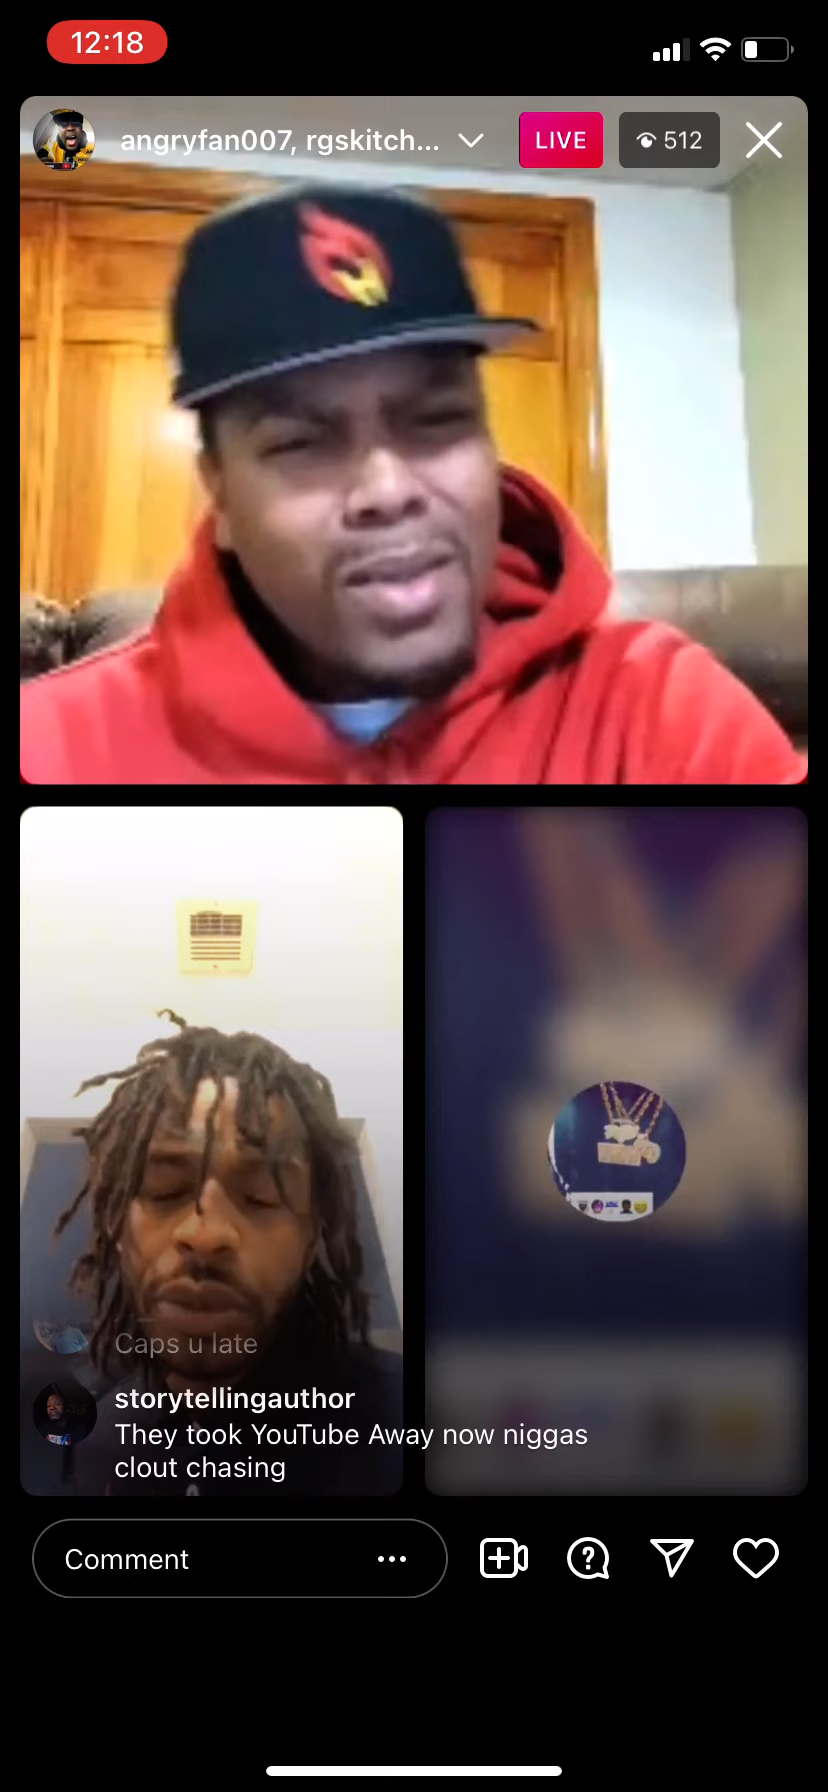 12:18
angryfan007, rgskitch...
LIVE
512
Caps u late
storytellingauthor
They took YouTube Away now niggas
clout chasing
Comment